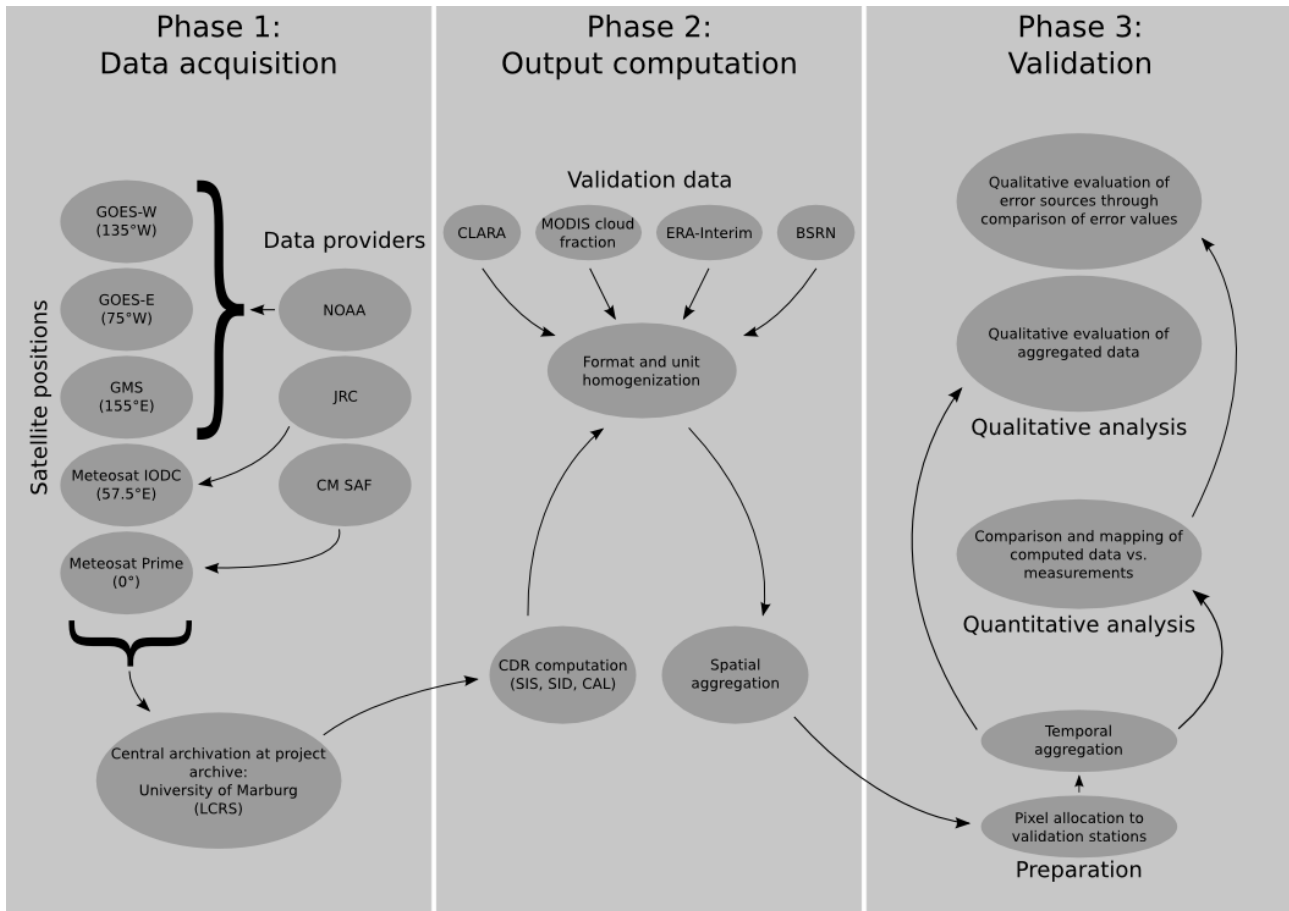 Phase 1:
Data acquisition
Satellite positions
GOES-W
(135°W)
GOES-E
(75°W)
GMS
(155°E)
Meteosat IODC
(57.5°E)
Meteosat Prime
(0°)
Data providers
NOAA
JRC
CM SAF
Central archivation at project
archive:
University of Marburg
(LCRS)
Phase 2:
Output computation
Validation data
CLARA
MODIS cloud
fraction
ERA-Interim
BSRN
Format and unit
homogenization
CDR computation
(SIS, SID, CAL)
Spatial
aggregation
Phase 3:
Validation
Qualitative evaluation of
error sources through
comparison of error values
Qualitative evaluation of
aggregated data
Qualitative analysis
Comparison and mapping of
computed data vs.
measurements
Quantitative analysis
Temporal
aggregation
Pixel allocation to
validation stations
Preparation